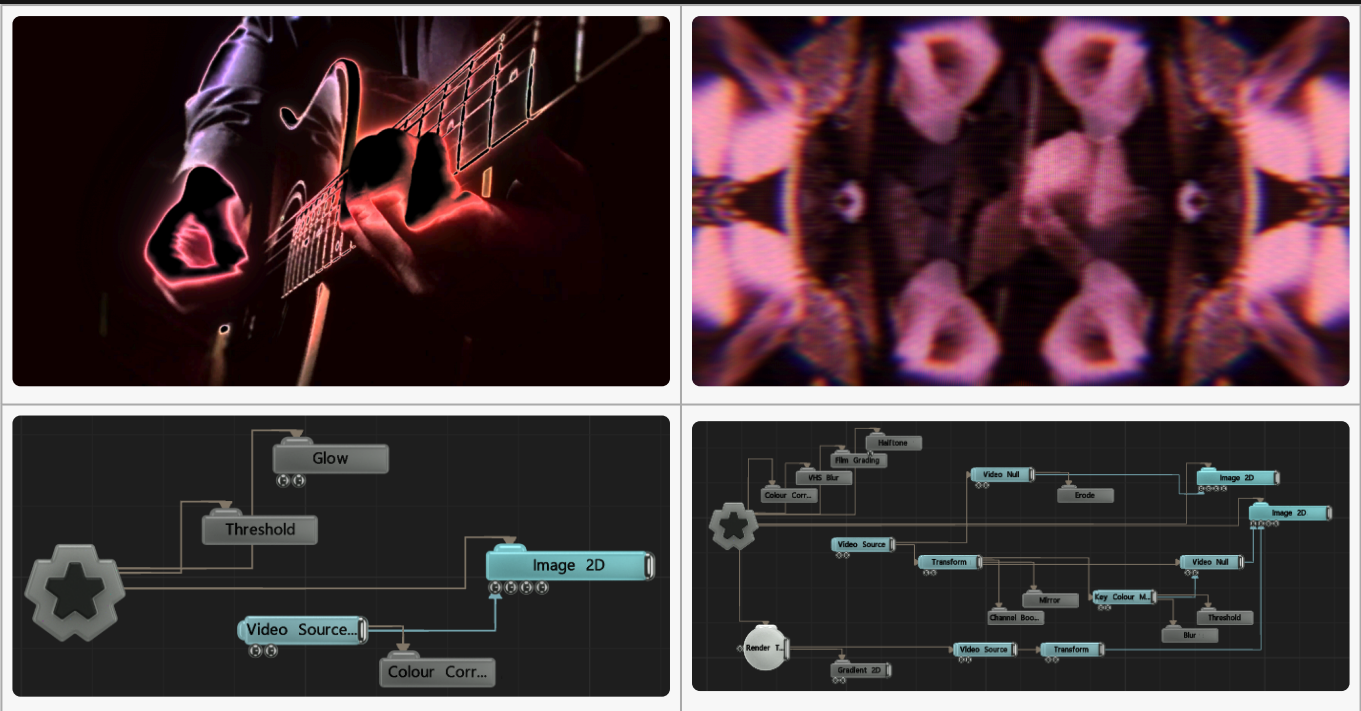 Glow
Threshold
Image 2D
Video Source...
Colour Corr...
Halftone
Film Grading
VHS Blur
Colour Corr...
Video Null
Erode
Image 2D
Image 2D
Video Source
Transform
Video Null
Mirror
Key Colour M...
Channel Boo...
Threshold
Blur
Render T...
Video Source
Transform
Gradient 2D